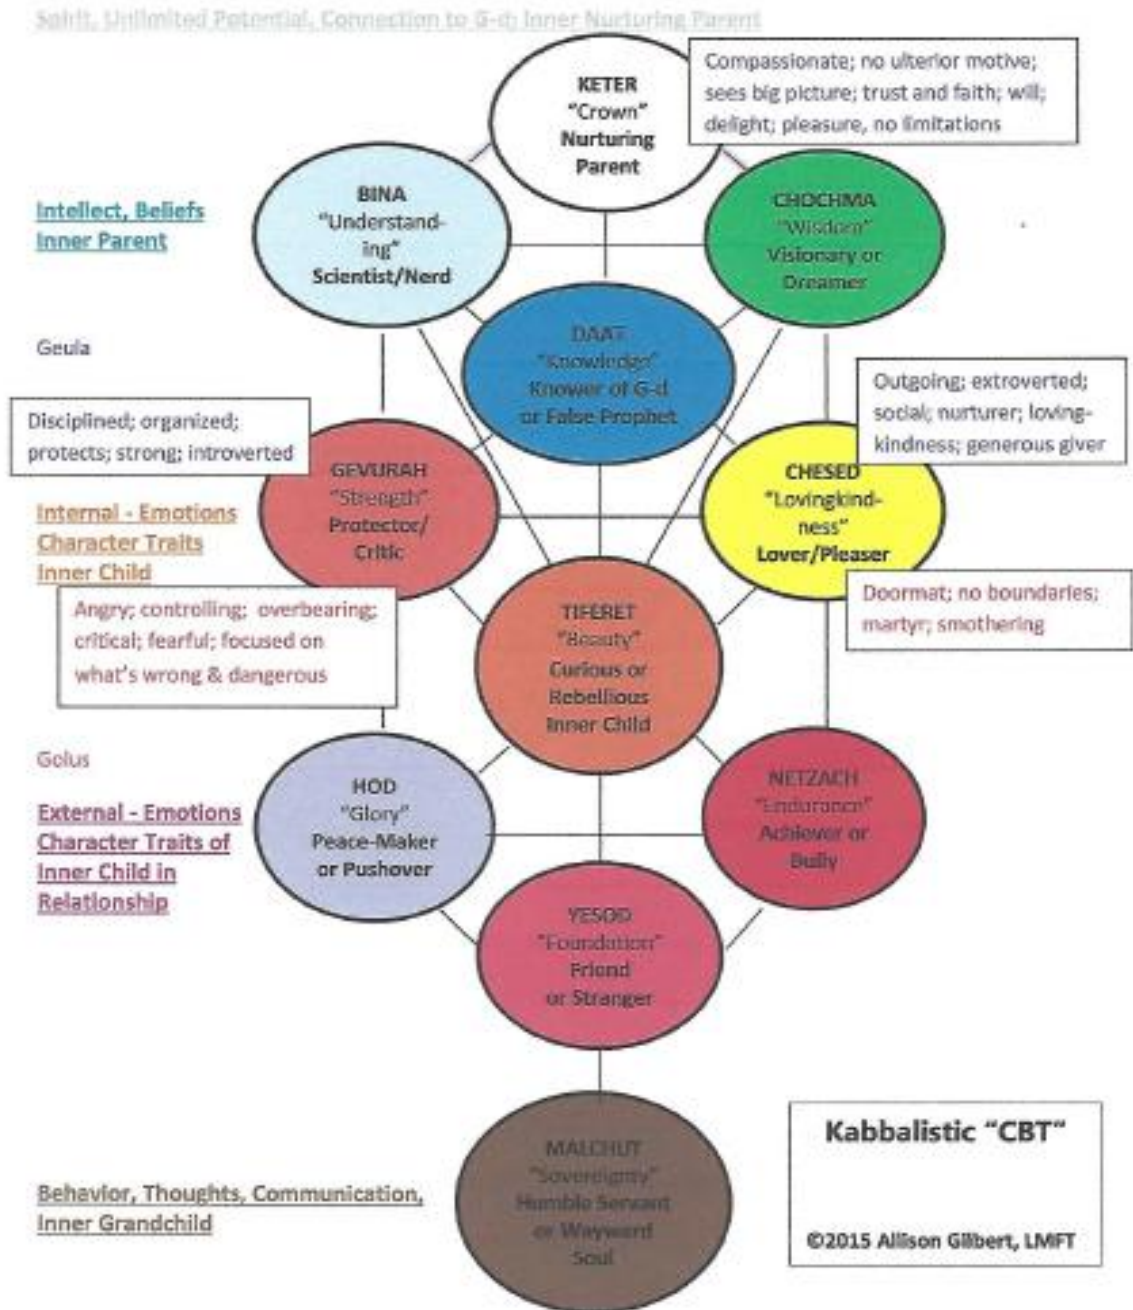 Spirit, Unlimited Potential, Connection to G-d; Inner Nurturing Parent
KETER
"Crown"
Nurturing
Parent
Compassionate; no ulterior motive;
sees big picture; trust and faith; will;
delight; pleasure, no limitations
BINA
"Understand-
ing"
Scientist/Nerd
CHOCHMA
"Wisdom"
Visionary or
Dreamer
Intellect, Beliefs
Inner Parent
DAAT
"Knowledge"
Knower of G-d
or False Prophet
Geula
Disciplined; organized;
protects; strong; introverted
Outgoing; extroverted;
social; nurturer; loving-
kindness; generous giver
GEVURAH
"Strength"
Protector/
Critic
CHESED
"Lovingkind-
ness"
Lover/Pleaser
Internal - Emotions
Character Traits
Inner Child
Angry; controlling; overbearing;
critical; fearful; focused on
what's wrong & dangerous
Doormat; no boundaries;
martyr; smothering
TIFERET
"Beauty"
Curious or
Rebellious
Inner Child
Golus
HOD
"Glory"
Peace-Maker
or Pushover
NETZACH
"Endurance"
Achiever or
Bully
External - Emotions
Character Traits of
Inner Child in
Relationship
YESOD
"Foundation"
Friend
or Stranger
MALCHUT
"Sovereignty"
Humble Servant
or Wayward
Soul
Behavior, Thoughts, Communication,
Inner Grandchild
Kabbalistic "CBT"
©2015 Allison Gilbert, LMFT